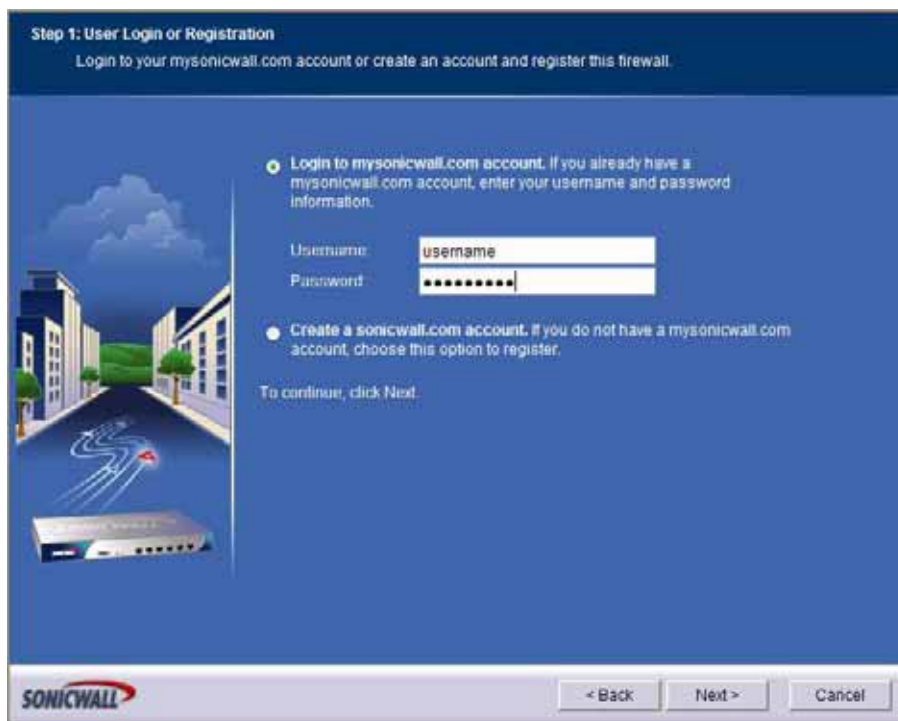 Step 1: User Login or Registration
Login to your mysonicwall.com account or create an account and register this firewall.
Login to mysonicwall.com account. If you already have a
mysonicwall.com account, enter your username and password
information.
Username:
username
Password:
•••••••••
Create a sonicwall.com account. If you do not have a mysonicwall.com
account, choose this option to register.
To continue, click Next.
SONICWALL
< Back
Next >
Cancel